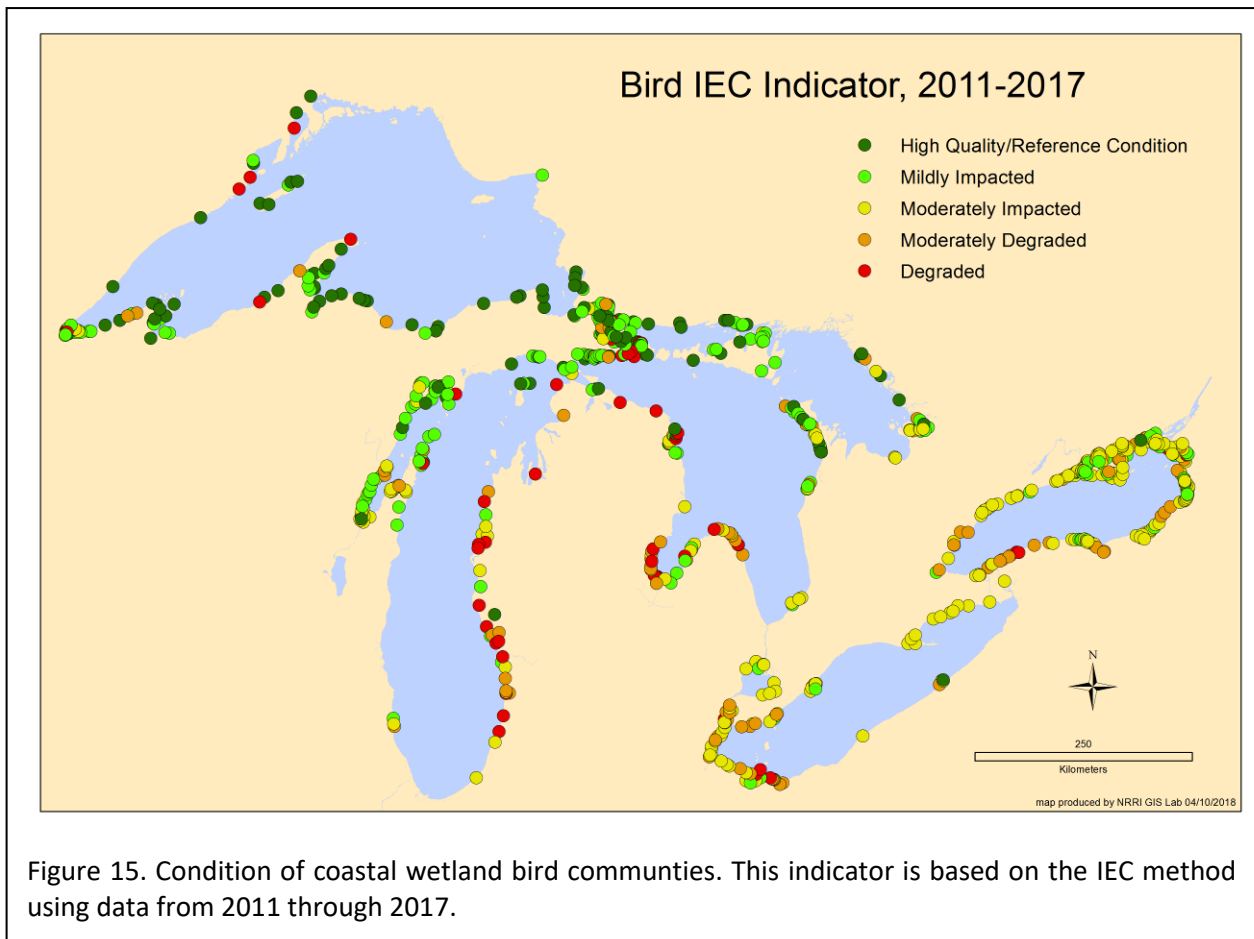 Bird IEC Indicator, 2011-2017
High Quality/Reference Condition
Mildly Impacted
Moderately Impacted
Moderately Degraded
Degraded
N
250
Kilometers
map produced by NRRI GIS Lab 04/10/2018
Figure 15. Condition of coastal wetland bird communties. This indicator is based on the IEC method
using data from 2011 through 2017.